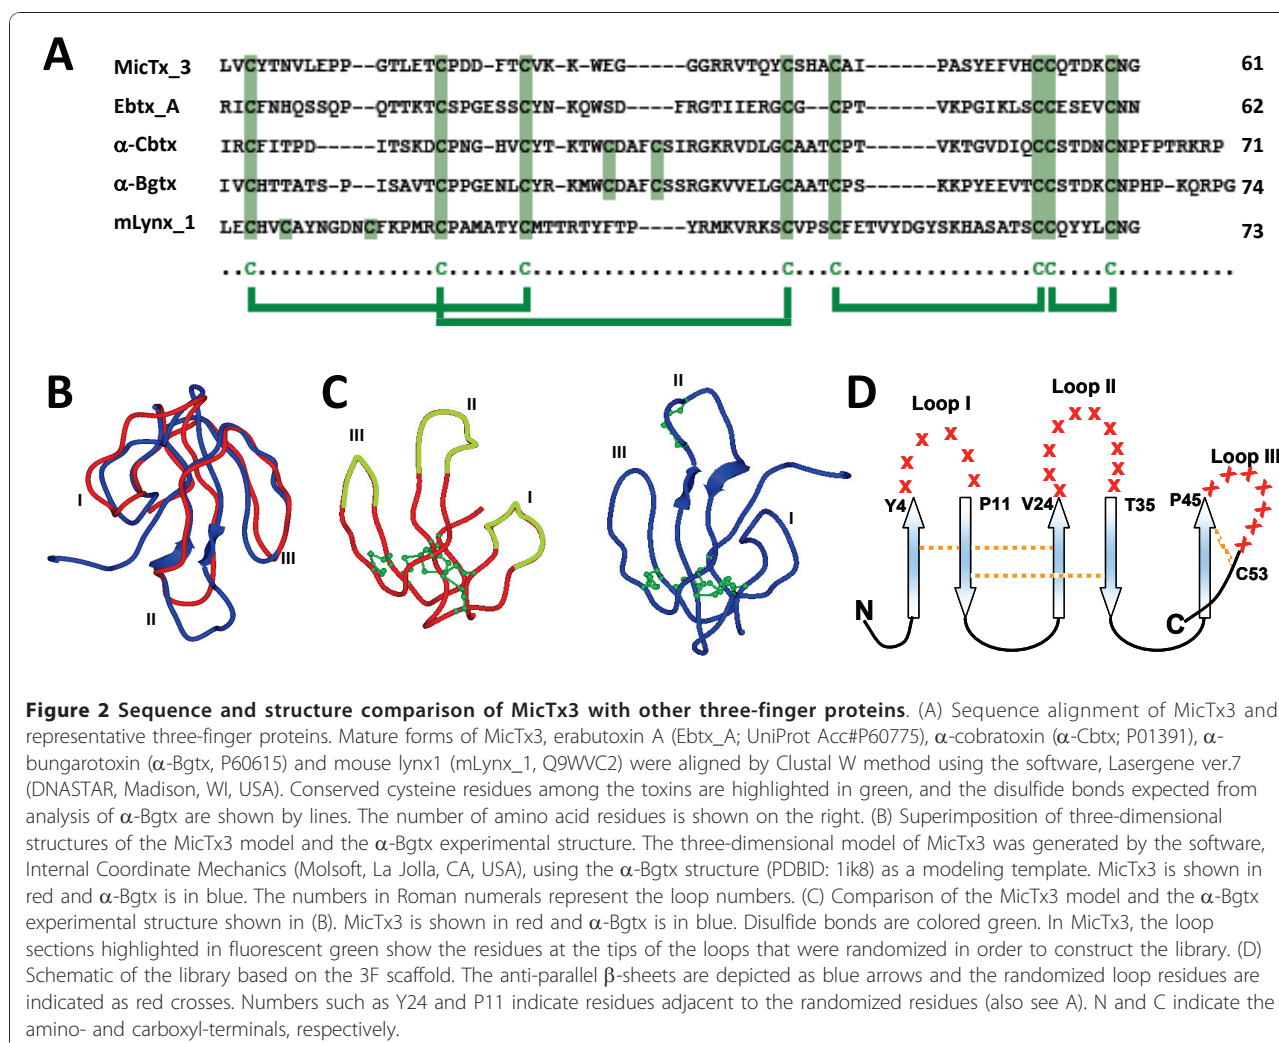 A
MicTx_3 LVCYTNVLEPP--GTLETCPDD-FTCVK-K-WEG-----GGRRVTQYCSHACAI------PASYEFVHCCQTDKCNG 61
Ebtx_A RICFNHQSSQP--QTTKTCSPGESSCYN-KQWSD----FRGTIIERGCG--CPT------VKPGIKLSCCESEVCNN 62
α-Cbtx IRCFITPD-----ITSKDCPNG-HVCYT-KTWCDAFCSIRGKRVDLGCAATCPT------VKTGVDIQCCSTDNCNPFPTRKRP 71
α-Bgtx IVCHTTATS-P--ISAVTCPPGENLCYR-KMWCDAFCSSRGKVVELGCAATCPS------KKPYEEVTCCSTDKCNPHP-KQRPG 74
mLynx_1 LECHVCAYNGDNCFKPMRCPAMATYCMTTRTYFTP----YRMKVRKSCVPSCFETVYDGYSKHASATSCCQYYLCNG 73
..C...............C......C.....................C...C................CC....C..........
B
I
II
III
C
III
II
I
II
III
I
D
Loop I
Loop II
Loop III
Y4
P11
V24
T35
P45
C53
N
C
Figure 2 Sequence and structure comparison of MicTx3 with other three-finger proteins. (A) Sequence alignment of MicTx3 and
representative three-finger proteins. Mature forms of MicTx3, erabutoxin A (Ebtx_A; UniProt Acc#P60775), α-cobratoxin (α-Cbtx; P01391), α-
bungarotoxin (α-Bgtx, P60615) and mouse lynx1 (mLynx_1, Q9WVC2) were aligned by Clustal W method using the software, Lasergene ver.7
(DNASTAR, Madison, WI, USA). Conserved cysteine residues among the toxins are highlighted in green, and the disulfide bonds expected from
analysis of α-Bgtx are shown by lines. The number of amino acid residues is shown on the right. (B) Superimposition of three-dimensional
structures of the MicTx3 model and the α-Bgtx experimental structure. The three-dimensional model of MicTx3 was generated by the software,
Internal Coordinate Mechanics (Molsoft, La Jolla, CA, USA), using the α-Bgtx structure (PDBID: 1ik8) as a modeling template. MicTx3 is shown in
red and α-Bgtx is in blue. The numbers in Roman numerals represent the loop numbers. (C) Comparison of the MicTx3 model and the α-Bgtx
experimental structure shown in (B). MicTx3 is shown in red and α-Bgtx is in blue. Disulfide bonds are colored green. In MicTx3, the loop
sections highlighted in fluorescent green show the residues at the tips of the loops that were randomized in order to construct the library. (D)
Schematic of the library based on the 3F scaffold. The anti-parallel β-sheets are depicted as blue arrows and the randomized loop residues are
indicated as red crosses. Numbers such as Y24 and P11 indicate residues adjacent to the randomized residues (also see A). N and C indicate the
amino- and carboxyl-terminals, respectively.